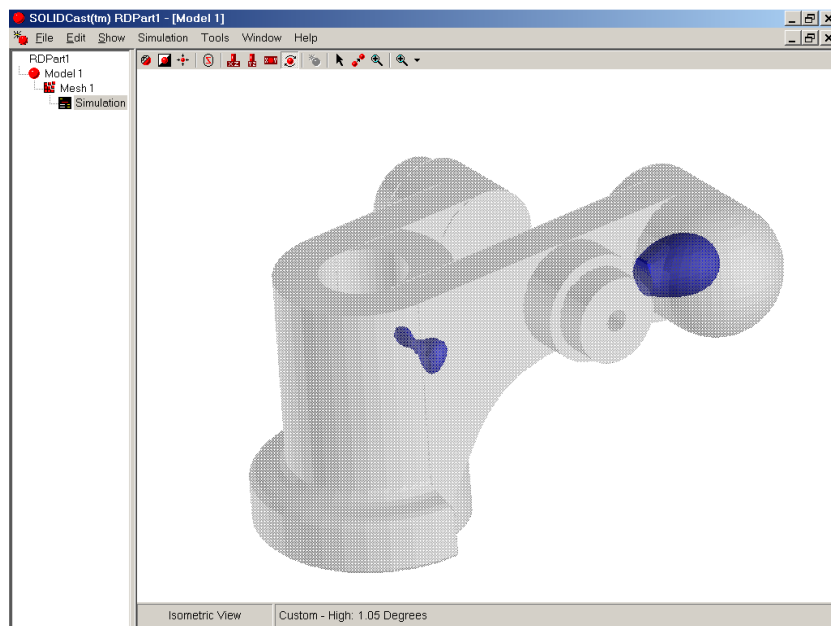 SOLIDCast(tm) RDPart1 - [Model 1]
File Edit Show Simulation Tools Window Help
RDPart1
Model 1
Mesh 1
Simulation
Isometric View
Custom - High: 1.05 Degrees